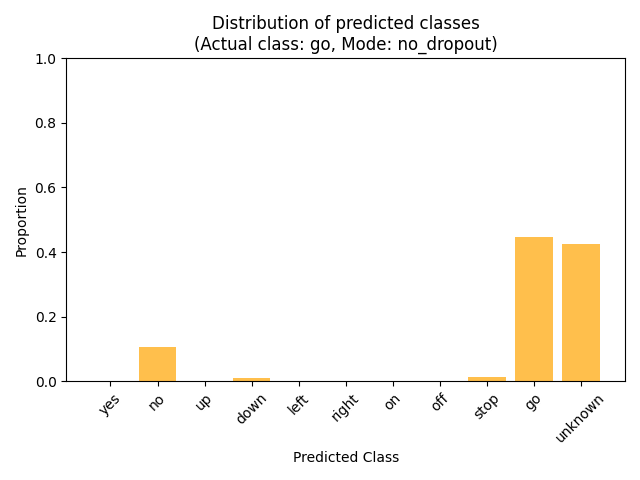 Distribution of predicted classes
(Actual class: go, Mode: no_dropout)
1.0
0.8
0.6
0.4
0.2
0.0
Proportion
yes
no
up
down
left
right
on
off
stop
go
unknown
Predicted Class